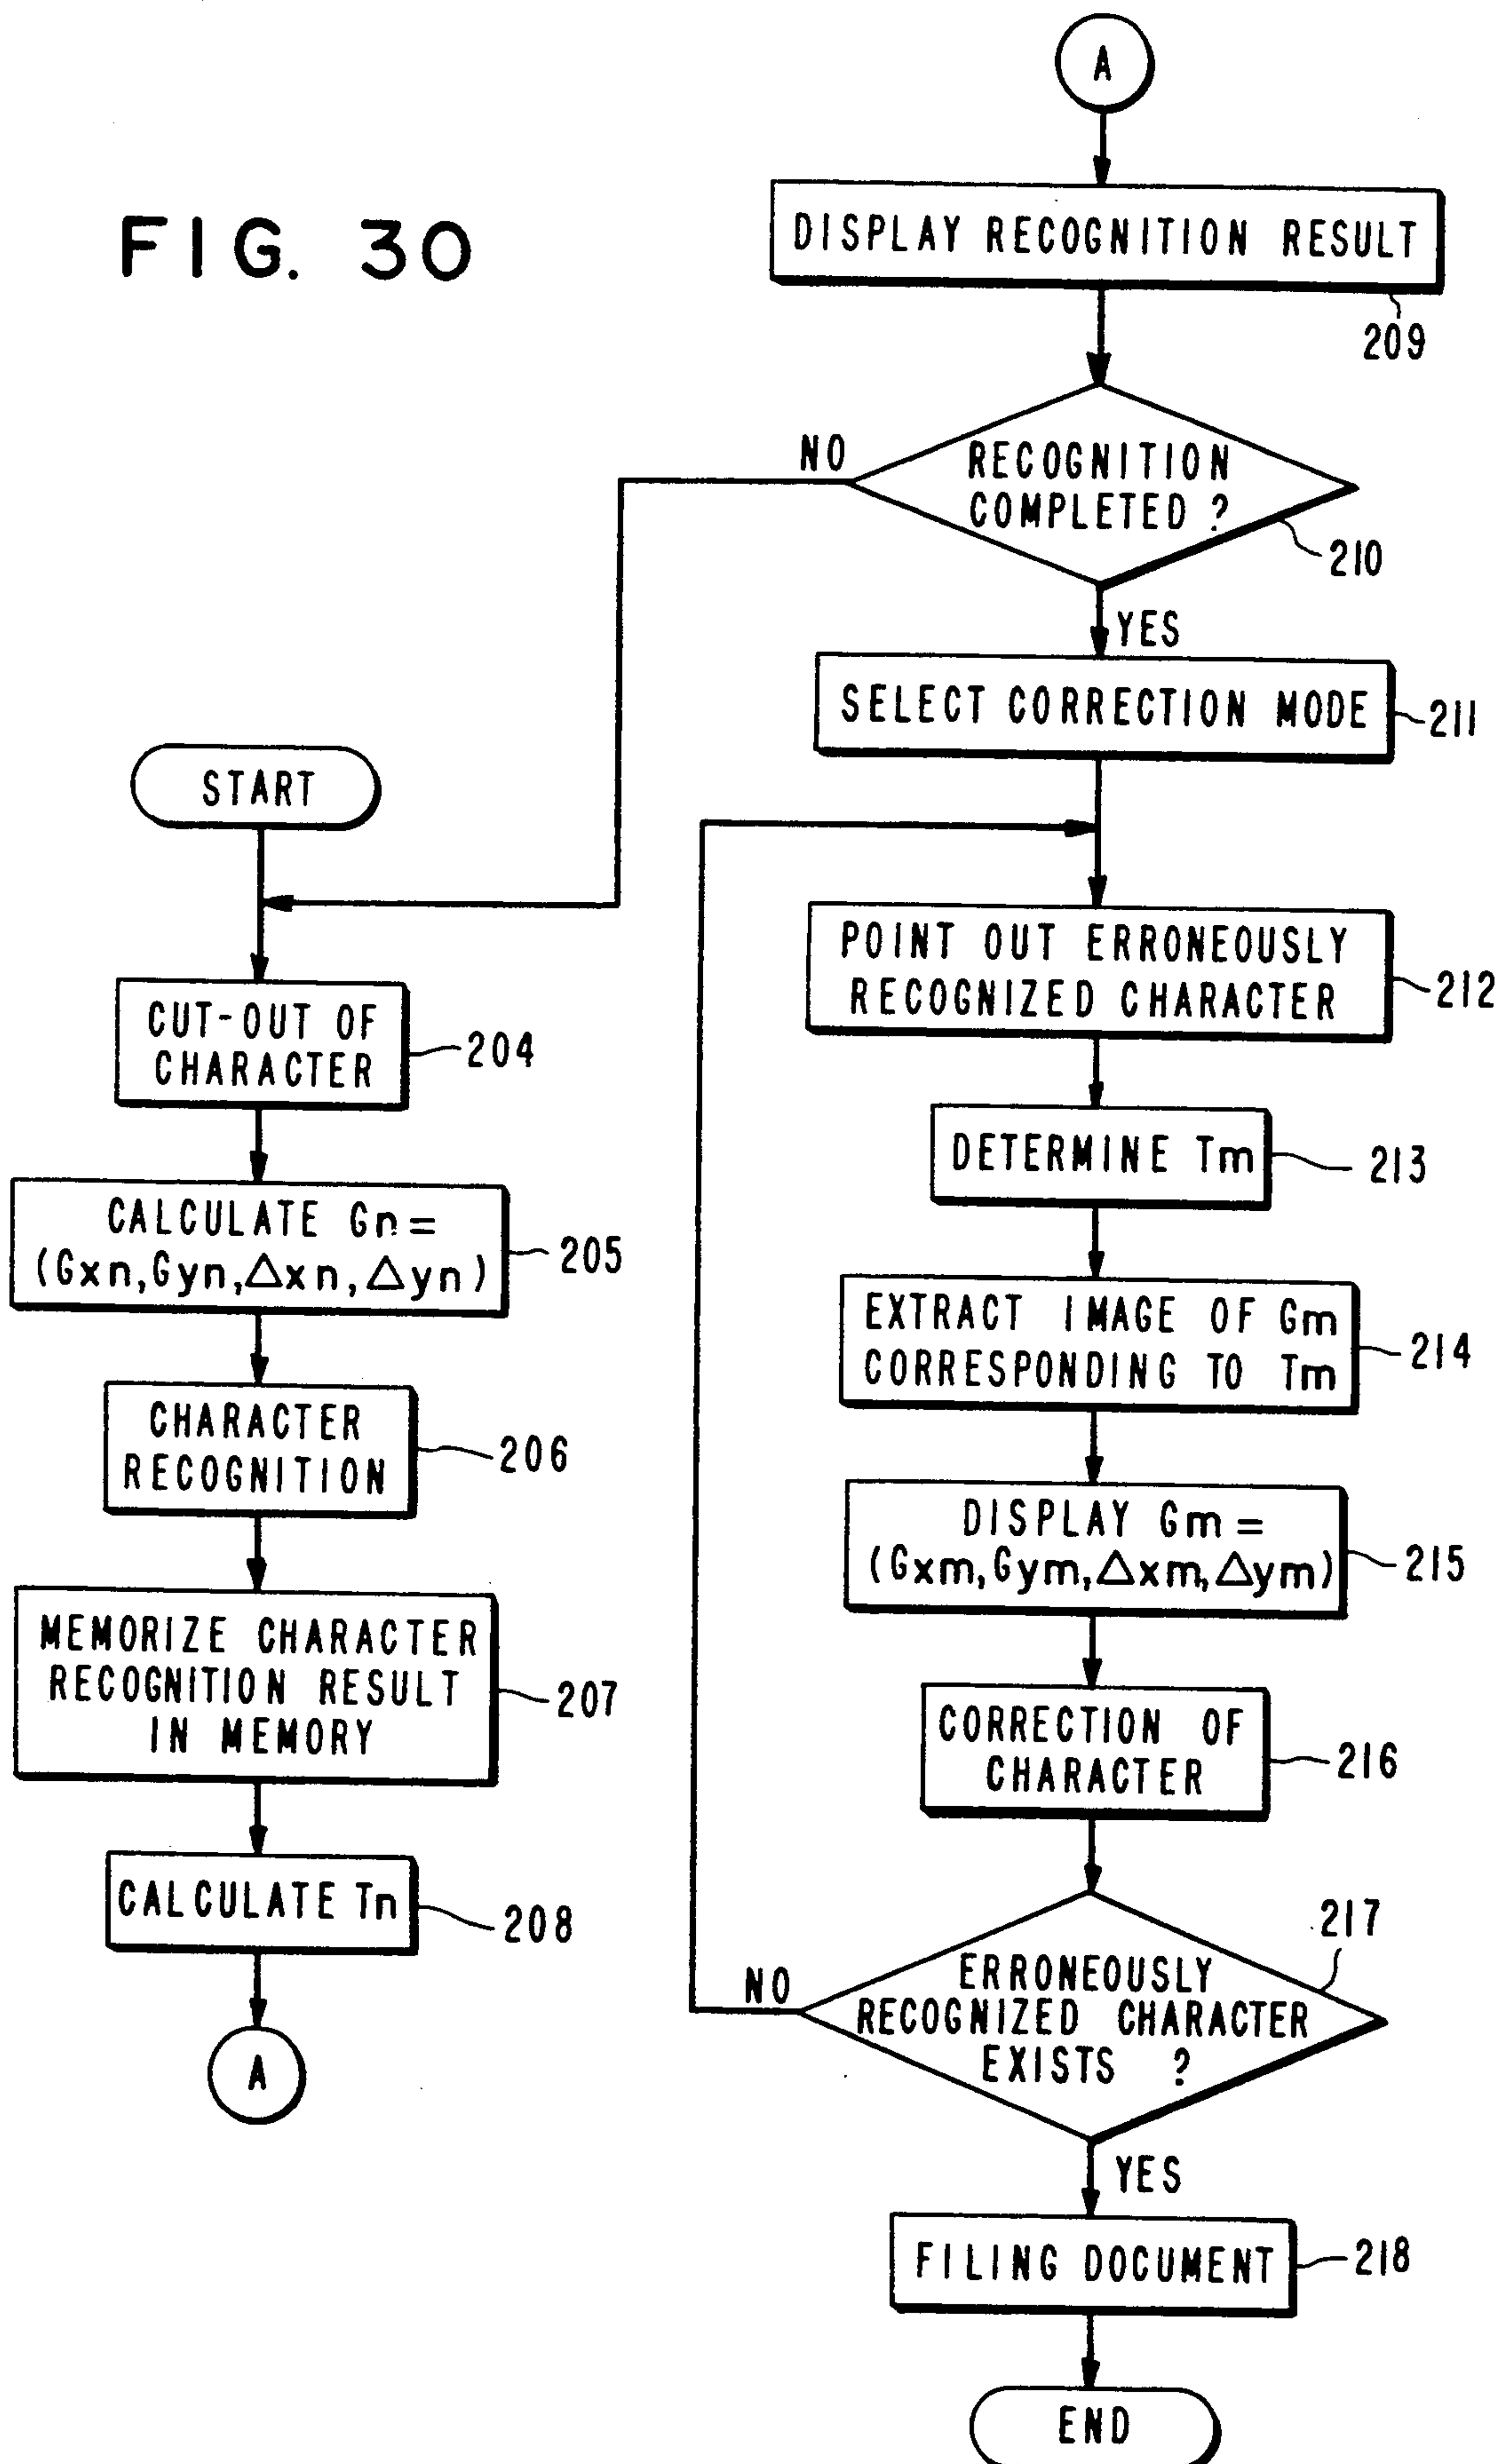 FIG. 30
START
CUT-OUT OF
CHARACTER
204
CALCULATE Gn=
(Gxn,Gyn,△xn,△yn)
205
CHARACTER
RECOGNITION
206
MEMORIZE CHARACTER
RECOGNITION RESULT
IN MEMORY
207
CALCULATE Tn
208
A
A
DISPLAY RECOGNITION RESULT
209
RECOGNITION
COMPLETED ?
NO
210
YES
SELECT CORRECTION MODE
211
POINT OUT ERRONEOUSLY
RECOGNIZED CHARACTER
212
DETERMINE Tm
213
EXTRACT IMAGE OF Gm
CORRESPONDING TO Tm
214
DISPLAY Gm=
(Gxm,Gym,△xm,△ym)
215
CORRECTION OF
CHARACTER
216
217
ERRONEOUSLY
RECOGNIZED CHARACTER
EXISTS ?
NO
YES
FILING DOCUMENT
218
END